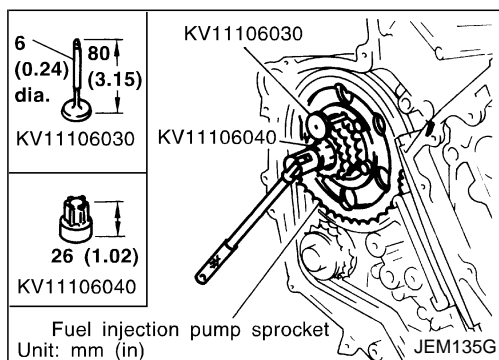 6
(0.24)
dia.
80
(3.15)
KV11106030
26 (1.02)
KV11106040
KV11106030
KV11106040
Fuel injection pump sprocket
Unit: mm (in)
JEM135G